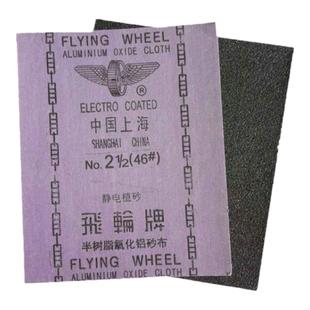 FLYING WHEEL
ALUMINIUM OXIDE CLOTH
®
ELECTRO COATED
中国上海
SHANGHAI CHINA
No. 2½(46#)
静电植砂
飛輪牌
半树脂氧化铝砂布
FLYING WHEEL
ALUMINIUM OXIDE CLOTH